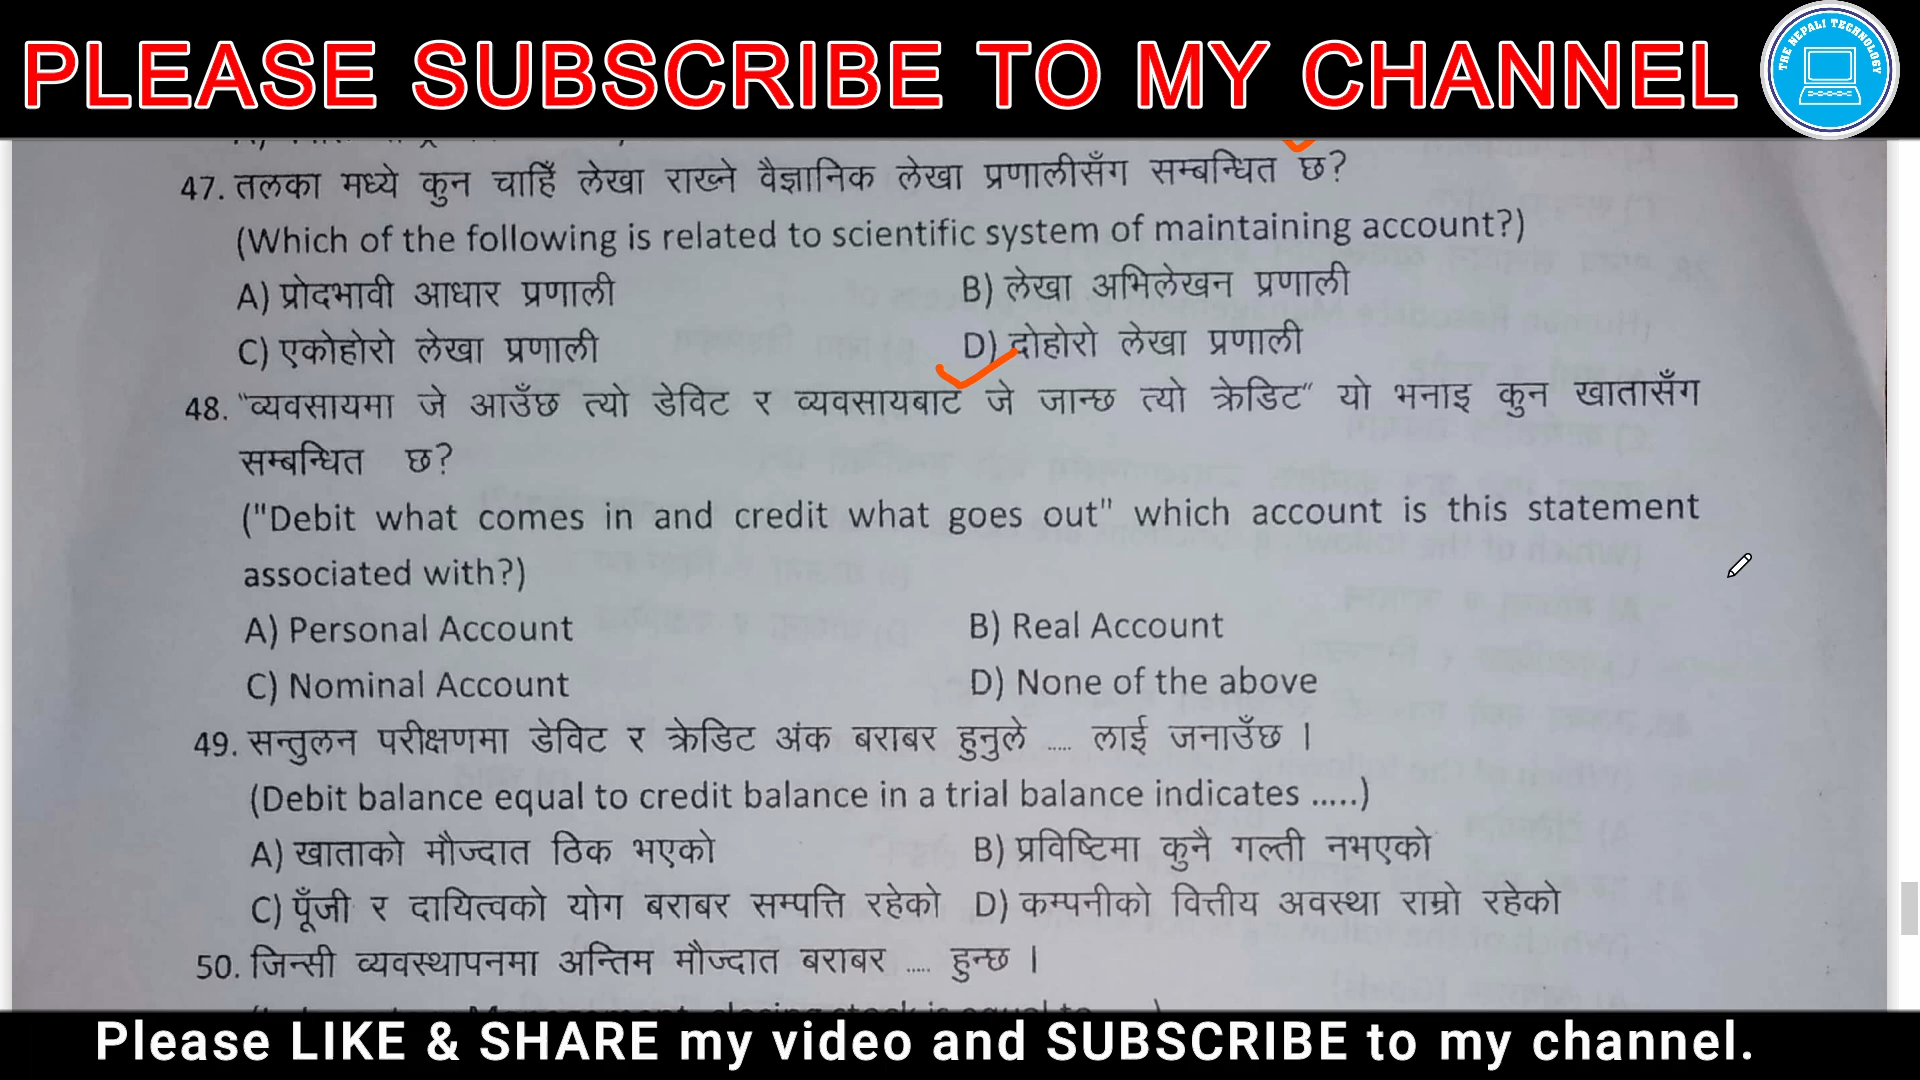 PLEASE SUBSCRIBE TO MY CHANNEL
THE NEPALI TECHNOLOGY
47. तलका मध्ये कुन चाहिँ लेखा राख्ने वैज्ञानिक लेखा प्रणालीसँग सम्बन्धित छ?
(Which of the following is related to scientific system of maintaining account?)
A) प्रोदभावी आधार प्रणाली B) लेखा अभिलेखन प्रणाली
C) एकोहोरो लेखा प्रणाली D) दोहोरो लेखा प्रणाली
48. "व्यवसायमा जे आउँछ त्यो डेविट र व्यवसायबाट जे जान्छ त्यो क्रेडिट" यो भनाइ कुन खातासँग
सम्बन्धित छ?
("Debit what comes in and credit what goes out" which account is this statement
associated with?)
A) Personal Account B) Real Account
C) Nominal Account D) None of the above
49. सन्तुलन परीक्षणमा डेविट र क्रेडिट अंक बराबर हुनुले ..... लाई जनाउँछ ।
(Debit balance equal to credit balance in a trial balance indicates .....)
A) खाताको मौज्दात ठिक भएको B) प्रविष्टिमा कुनै गल्ती नभएको
C) पूँजी र दायित्वको योग बराबर सम्पत्ति रहेको D) कम्पनीको वित्तीय अवस्था राम्रो रहेको
50. जिन्सी व्यवस्थापनमा अन्तिम मौज्दात बराबर ..... हुन्छ ।
Please LIKE & SHARE my video and SUBSCRIBE to my channel.